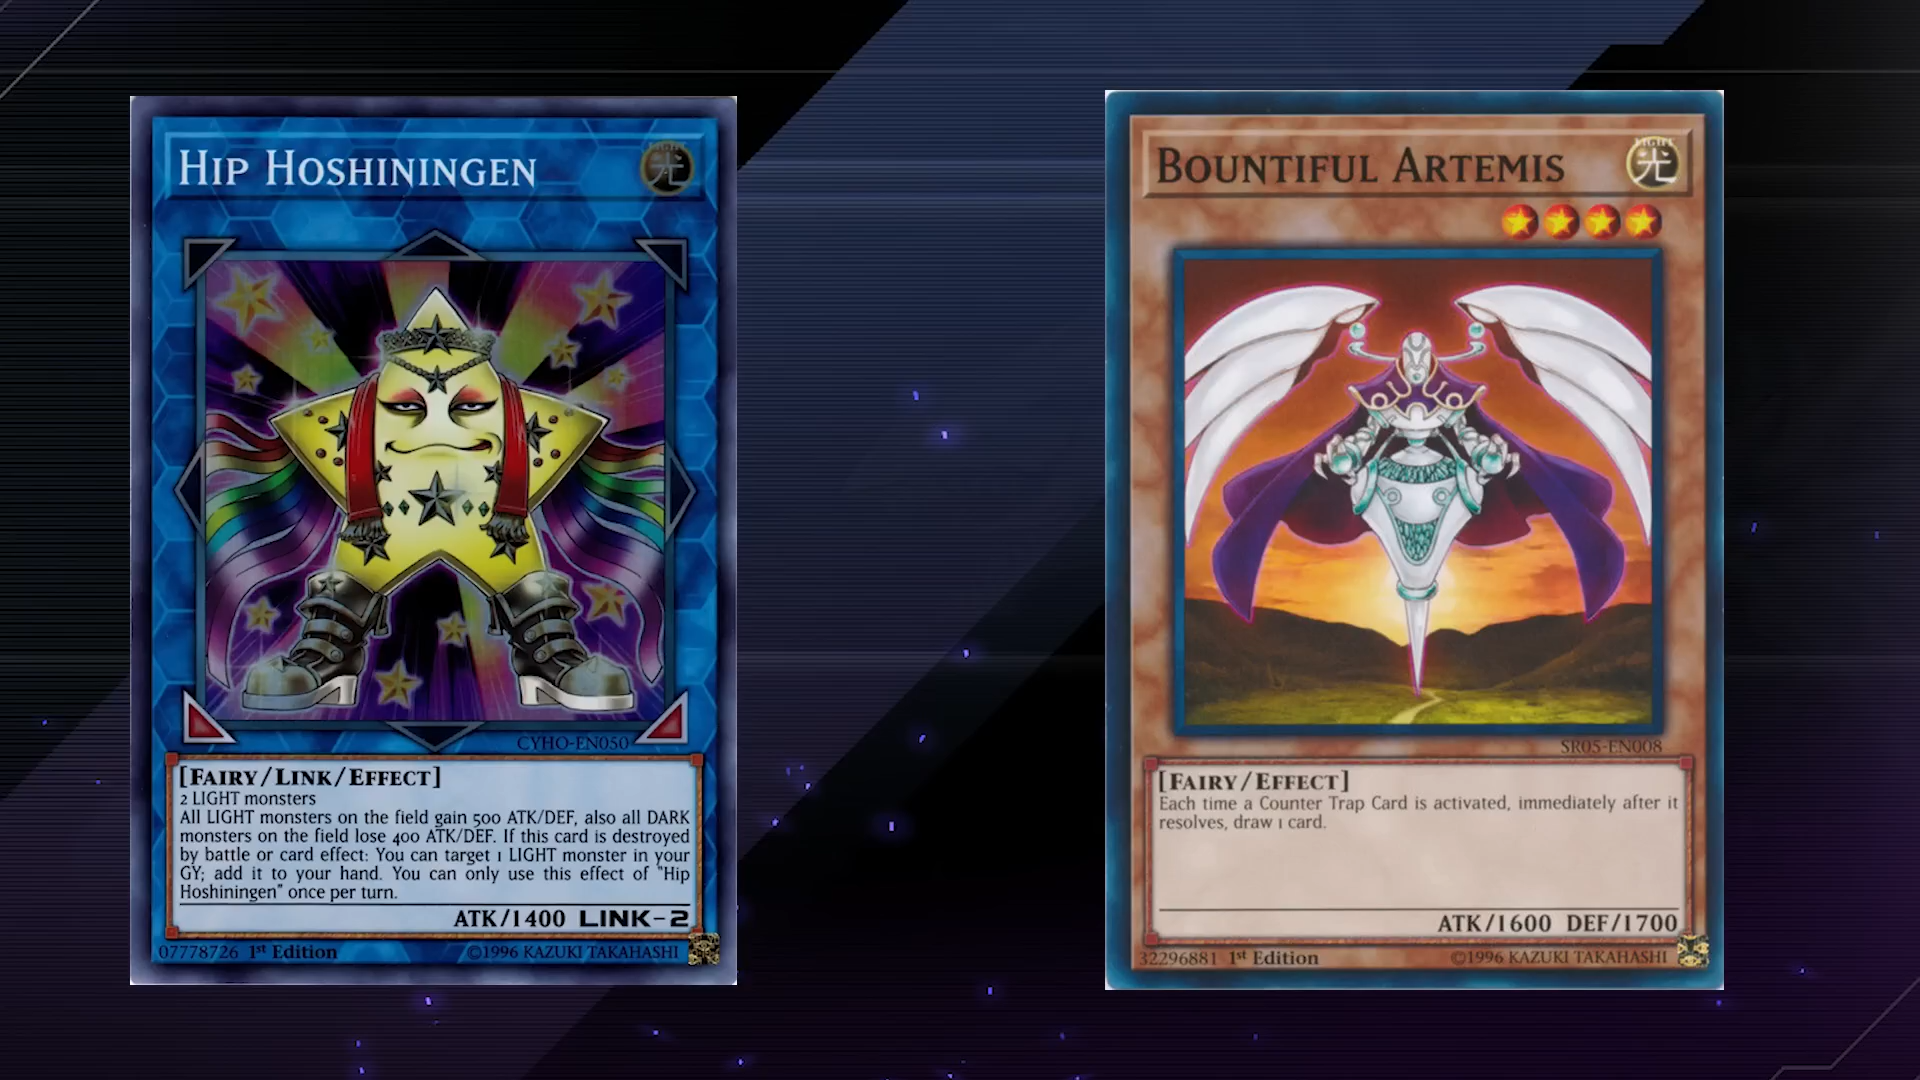 HIP HOSHININGEN
LIGHT
光
CYHO-EN050
[FAIRY/LINK/EFFECT]
2 LIGHT monsters
All LIGHT monsters on the field gain 500 ATK/DEF, also all DARK
monsters on the field lose 400 ATK/DEF. If this card is destroyed
by battle or card effect: You can target 1 LIGHT monster in your
GY; add it to your hand. You can only use this effect of "Hip
Hoshiningen" once per turn.
ATK/1400 LINK-2
07778726 1st Edition
©1996 KAZUKI TAKAHASHI
BOUNTIFUL ARTEMIS
LIGHT
光
SR05-EN008
[FAIRY/EFFECT]
Each time a Counter Trap Card is activated, immediately after it
resolves, draw 1 card.
ATK/1600 DEF/1700
32296881 1st Edition
©1996 KAZUKI TAKAHASHI